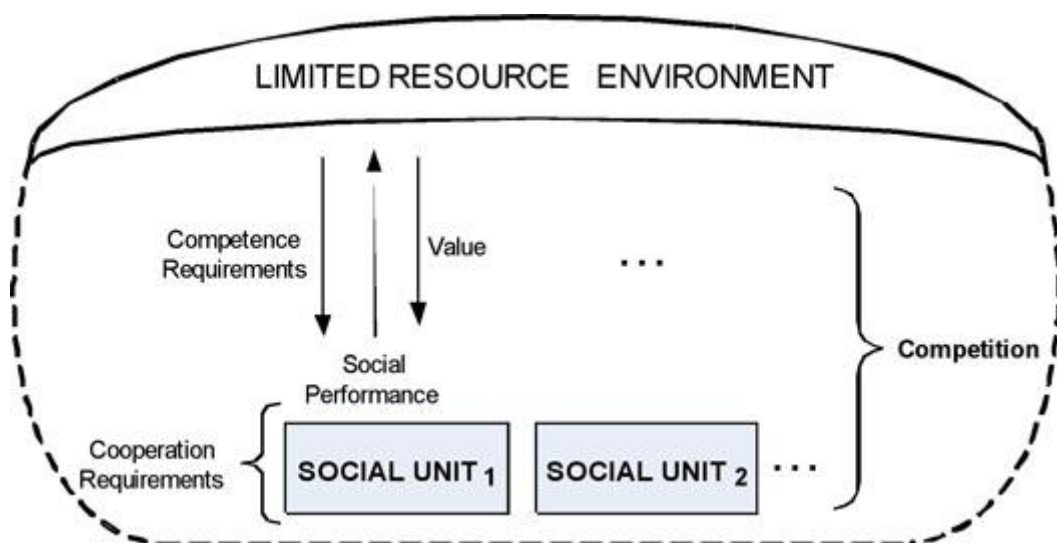 LIMITED RESOURCE ENVIRONMENT
Competence
Requirements
Value
...
Competition
Social
Performance
Cooperation
Requirements
SOCIAL UNIT 1
SOCIAL UNIT 2
...